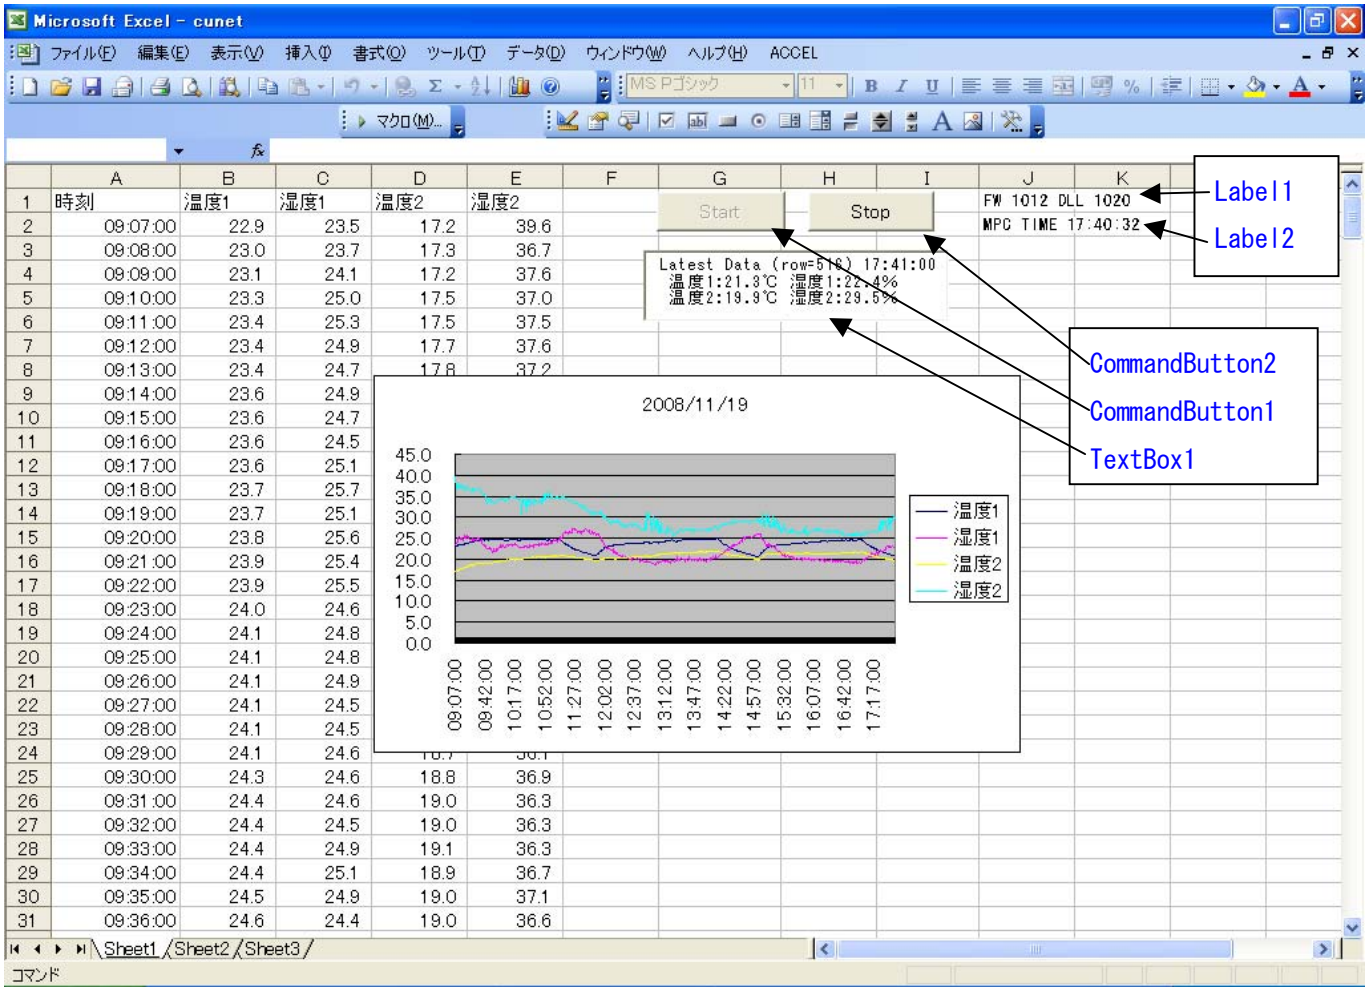 Microsoft Excel - cunet
ファイル(F) 編集(E) 表示(V) 挿入(I) 書式(O) ツール(T) データ(D) ウィンドウ(W) ヘルプ(H) ACCEL
MS Pゴシック 11 B I U
マクロ(M)...
fx
A B C D E F G H I J K
1 時刻 温度1 湿度1 温度2 湿度2
2 09:07:00 22.9 23.5 17.2 39.6
3 09:08:00 23.0 23.7 17.3 36.7
4 09:09:00 23.1 24.1 17.2 37.6
5 09:10:00 23.3 25.0 17.5 37.0
6 09:11:00 23.4 25.3 17.5 37.5
7 09:12:00 23.4 24.9 17.7 37.6
8 09:13:00 23.4 24.7 17.8 37.2
9 09:14:00 23.6 24.9
10 09:15:00 23.6 24.7
11 09:16:00 23.6 24.5
12 09:17:00 23.6 25.1
13 09:18:00 23.7 25.7
14 09:19:00 23.7 25.1
15 09:20:00 23.8 25.6
16 09:21:00 23.9 25.4
17 09:22:00 23.9 25.5
18 09:23:00 24.0 24.6
19 09:24:00 24.1 24.8
20 09:25:00 24.1 24.8
21 09:26:00 24.1 24.9
22 09:27:00 24.1 24.5
23 09:28:00 24.1 24.5
24 09:29:00 24.1 24.6 18.7 36.1
25 09:30:00 24.3 24.6 18.8 36.9
26 09:31:00 24.4 24.6 19.0 36.3
27 09:32:00 24.4 24.5 19.0 36.3
28 09:33:00 24.4 24.9 19.1 36.3
29 09:34:00 24.4 25.1 18.9 36.7
30 09:35:00 24.5 24.9 19.0 37.1
31 09:36:00 24.6 24.4 19.0 36.6
Start
Stop
FW 1012 DLL 1020
MPC TIME 17:40:32
Label1
Label2
Latest Data (row=516) 17:41:00
温度1:21.3℃ 湿度1:22.4%
温度2:19.9℃ 湿度2:29.5%
CommandButton2
CommandButton1
TextBox1
2008/11/19
45.0
40.0
35.0
30.0
25.0
20.0
15.0
10.0
5.0
0.0
09:07:00
09:42:00
10:17:00
10:52:00
11:27:00
12:02:00
12:37:00
13:12:00
13:47:00
14:22:00
14:57:00
15:32:00
16:07:00
16:42:00
17:17:00
温度1
湿度1
温度2
湿度2
Sheet1 Sheet2 Sheet3
コマンド